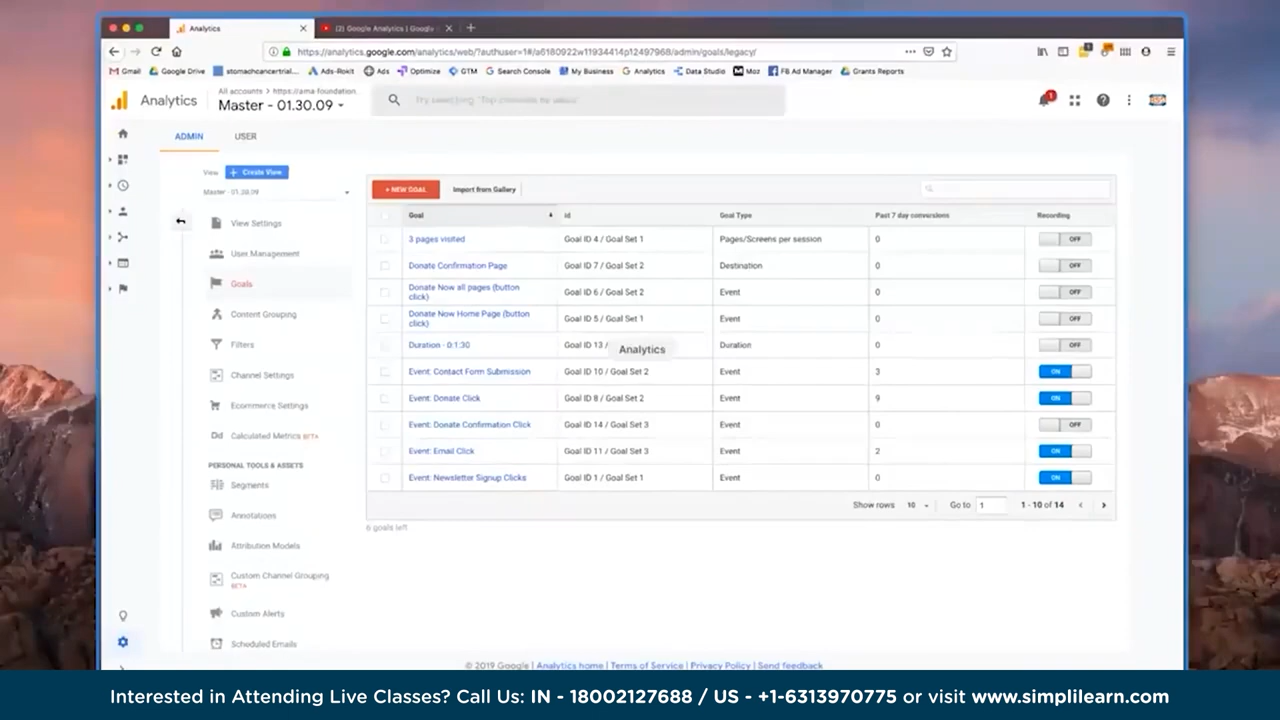 Analytics
(2) Google Analytics | Google
https://analytics.google.com/analytics/web/?authuser=1#/a6180922w11934414p12497968/admin/goals/legacy/
Gmail Google Drive stomachcancertrial... Ads-Rokit Ads Optimize GTM Search Console My Business Analytics Data Studio Moz FB Ad Manager Grants Reports
Analytics
All accounts > https://ama foundation.
Master - 01.30.09
1
ADMIN USER
View + Create View
Master - 01.30.09
View Settings
User Management
Goals
Content Grouping
Filters
Channel Settings
Ecommerce Settings
Calculated Metrics BETA
PERSONAL TOOLS & ASSETS
Segments
Annotations
Attribution Models
Custom Channel Grouping
BETA
Custom Alerts
Scheduled Emails
+ NEW GOAL Import from Gallery
Goal Id Goal Type Past 7 day conversions Recording
3 pages visited Goal ID 4 / Goal Set 1 Pages/Screens per session 0 OFF
Donate Confirmation Page Goal ID 7 / Goal Set 2 Destination 0 OFF
Donate Now all pages (button
click) Goal ID 6 / Goal Set 2 Event 0 OFF
Donate Now Home Page (button
click) Goal ID 5 / Goal Set 1 Event 0 OFF
Duration - 0:1:30 Goal ID 13 / Duration 0 OFF
Analytics
Event: Contact Form Submission Goal ID 10 / Goal Set 2 Event 3 ON
Event: Donate Click Goal ID 8 / Goal Set 2 Event 9 ON
Event: Donate Confirmation Click Goal ID 14 / Goal Set 3 Event 0 OFF
Event: Email Click Goal ID 11 / Goal Set 3 Event 2 ON
Event: Newsletter Signup Clicks Goal ID 1 / Goal Set 1 Event 0 ON
Show rows 10 Go to 1 1 - 10 of 14
6 goals left
© 2019 Google | Analytics home | Terms of Service | Privacy Policy | Send feedback
Interested in Attending Live Classes? Call Us: IN - 18002127688 / US - +1-6313970775 or visit www.simplilearn.com